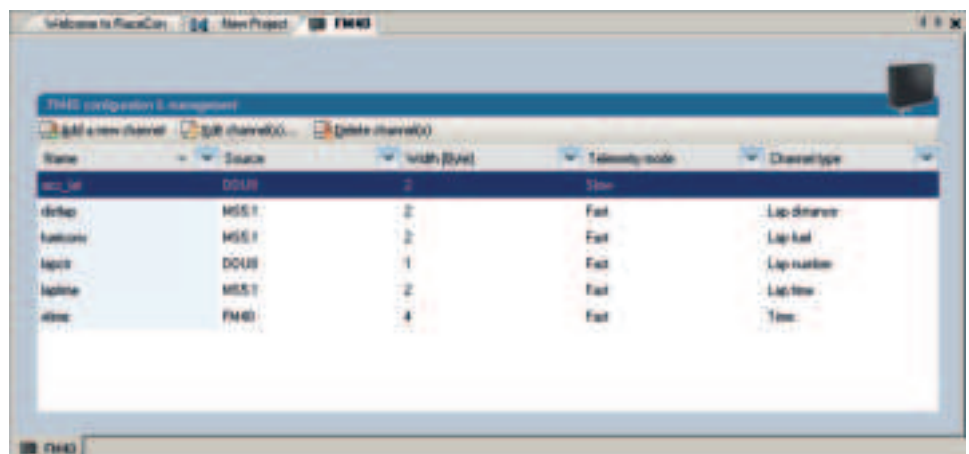 Welcome to RaceCon New Project FM40
FM40 configuration & management
Add a new channel Edit channel(s)... Delete channel(s)
Name Source Width [Byte] Telemetry mode Channel type
acc_lat DDU8 2 Slow
distlap MS5.1 2 Fast Lap distance
fuelcons MS5.1 2 Fast Lap fuel
lapctr DDU8 1 Fast Lap number
laptime MS5.1 2 Fast Lap time
FM40 4 Fast Time
FM40